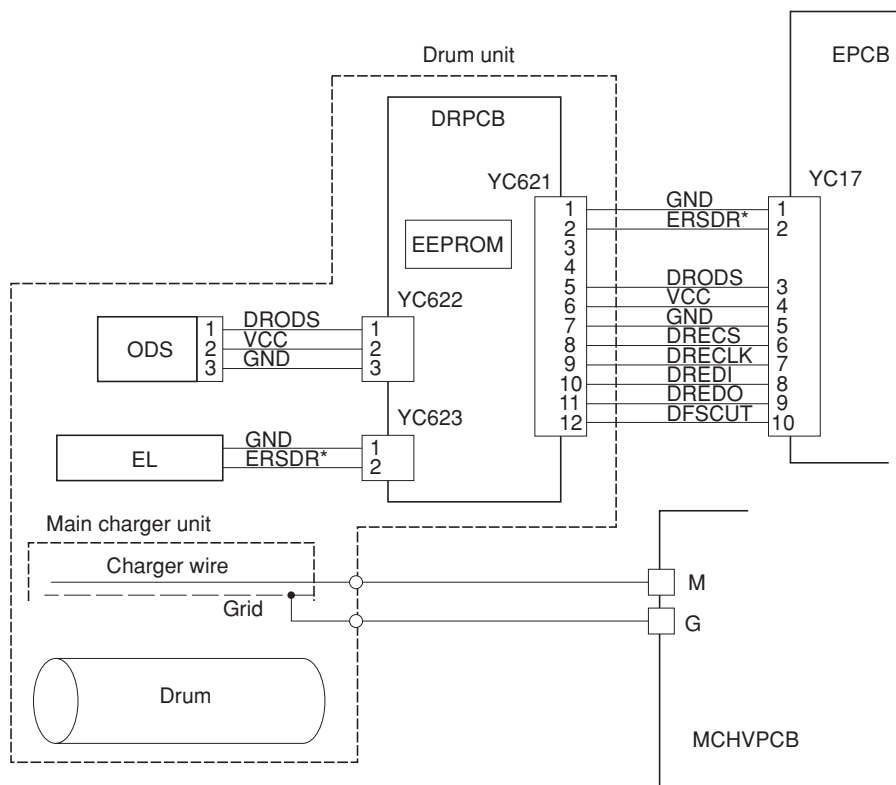 EPCB
Drum unit
DRPCB
YC621
YC17
GND
ERSDR*
DRODS
VCC
GND
DRECS
DRECLK
DREDI
DREDO
DFSCUT
1
2
3
4
5
6
7
8
9
10
11
12
1
2
3
4
5
6
7
8
9
10
EEPROM
YC622
ODS
1
2
3
DRODS
VCC
GND
1
2
3
YC623
EL
GND
ERSDR*
1
2
Main charger unit
Charger wire
Grid
M
G
Drum
MCHVPCB